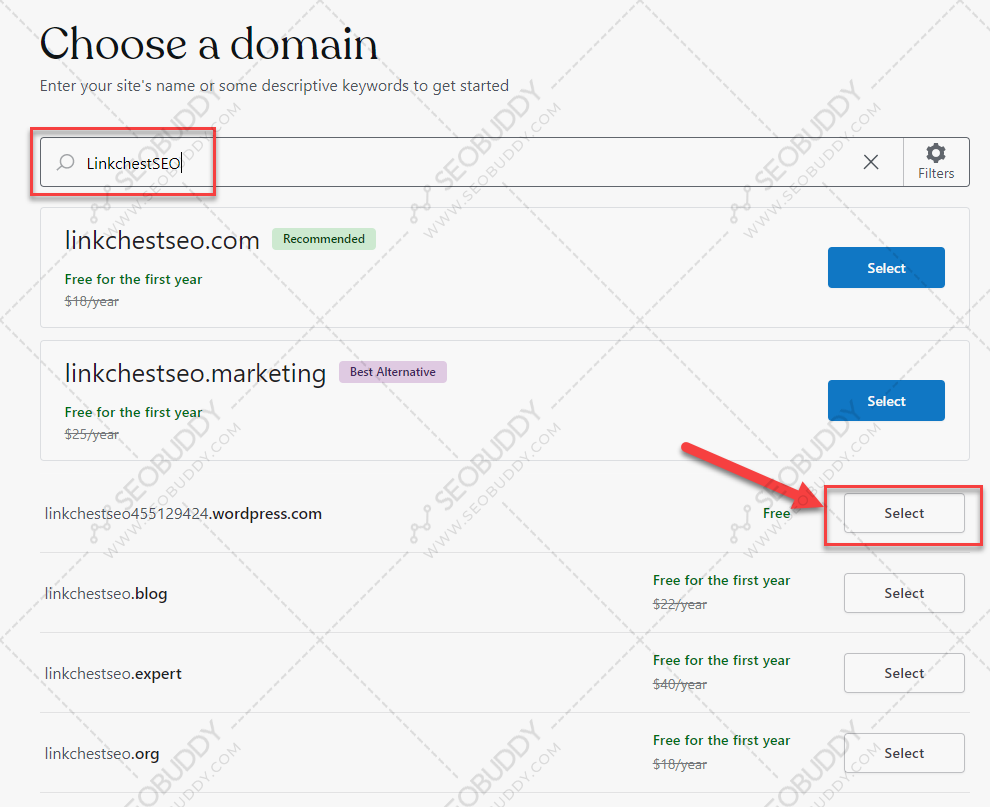 Choose a domain
Enter your site's name or some descriptive keywords to get started
LinkchestSEO
Filters
linkchestseo.com Recommended
Free for the first year
$18/year
Select
linkchestseo.marketing Best Alternative
Free for the first year
$25/year
Select
linkchestseo455129424.wordpress.com Free Select
linkchestseo.blog Free for the first year
$22/year
Select
linkchestseo.expert Free for the first year
$40/year
Select
linkchestseo.org Free for the first year
$18/year
Select
SEOBUDDY
WWW.SEOBUDDY.COM